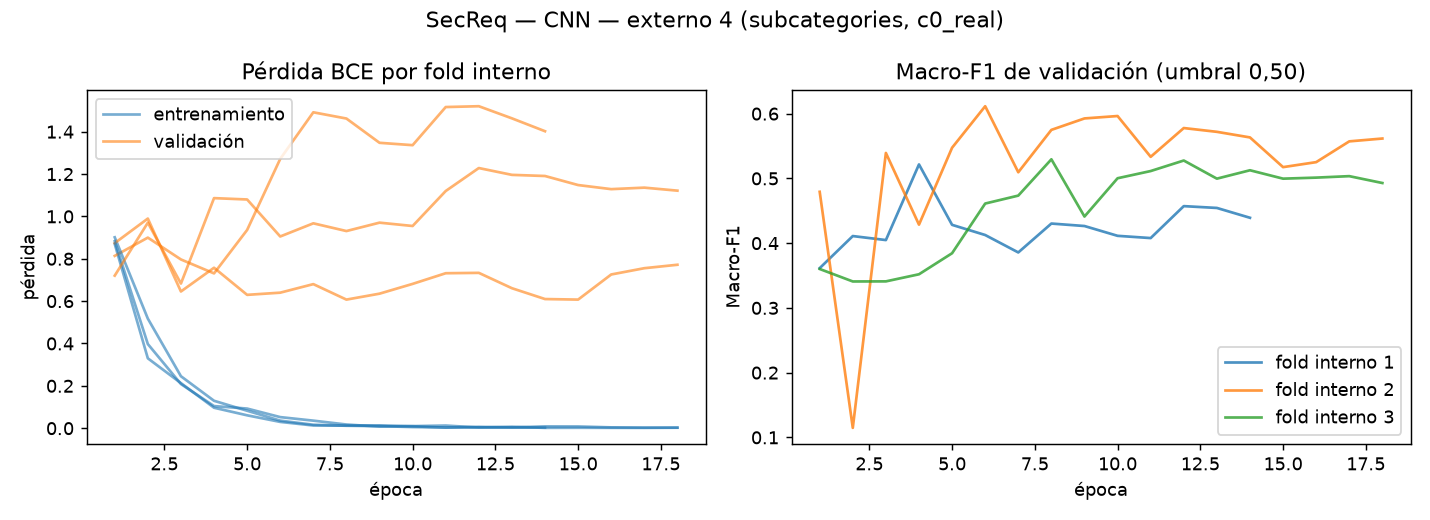 SecReq — CNN — externo 4 (subcategories, c0_real)
Pérdida BCE por fold interno
entrenamiento
validación
1.4
1.2
1.0
0.8
0.6
0.4
0.2
0.0
pérdida
2.5
5.0
7.5
10.0
12.5
15.0
17.5
época
Macro-F1 de validación (umbral 0,50)
0.6
0.5
0.4
0.3
0.2
0.1
Macro-F1
fold interno 1
fold interno 2
fold interno 3
2.5
5.0
7.5
10.0
12.5
15.0
17.5
época